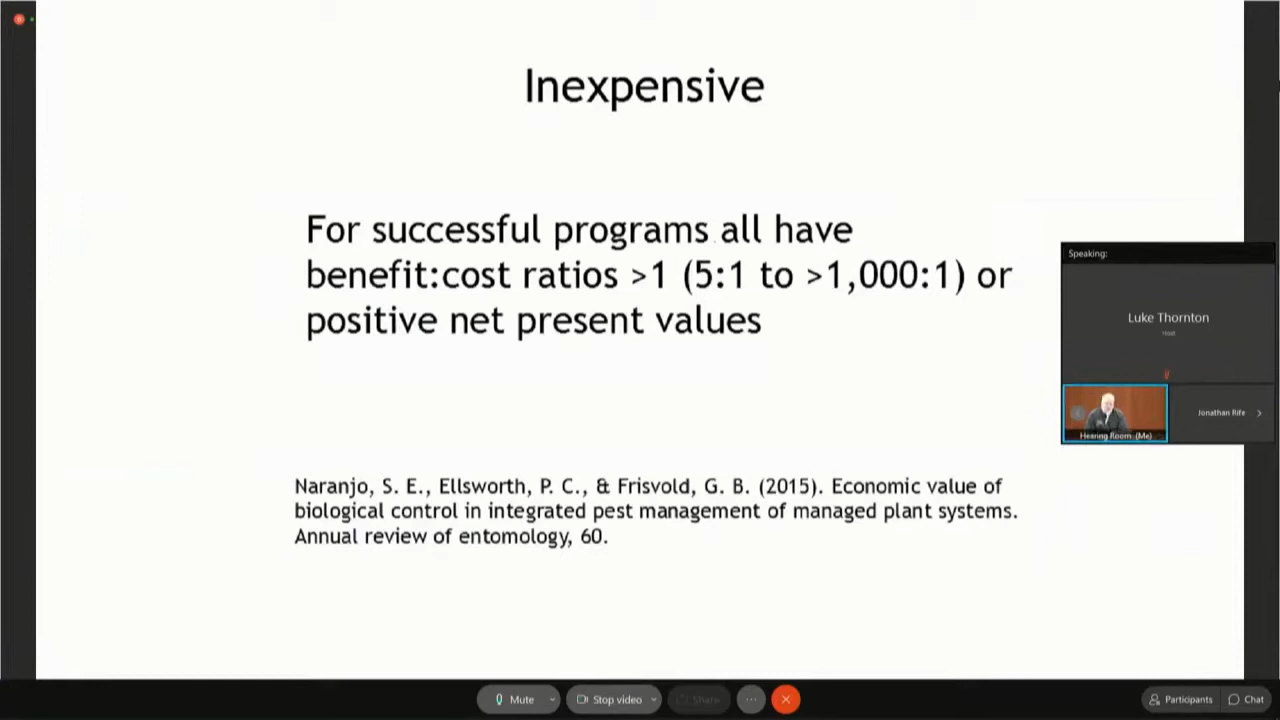 Inexpensive
For successful programs all have
benefit:cost ratios >1 (5:1 to >1,000:1) or
positive net present values
Naranjo, S. E., Ellsworth, P. C., & Frisvold, G. B. (2015). Economic value of
biological control in integrated pest management of managed plant systems.
Annual review of entomology, 60.
Speaking:
Luke Thornton
Host
Hearing Room (Me)
Jonathan Rife
Mute
Stop video
Share
Participants
Chat